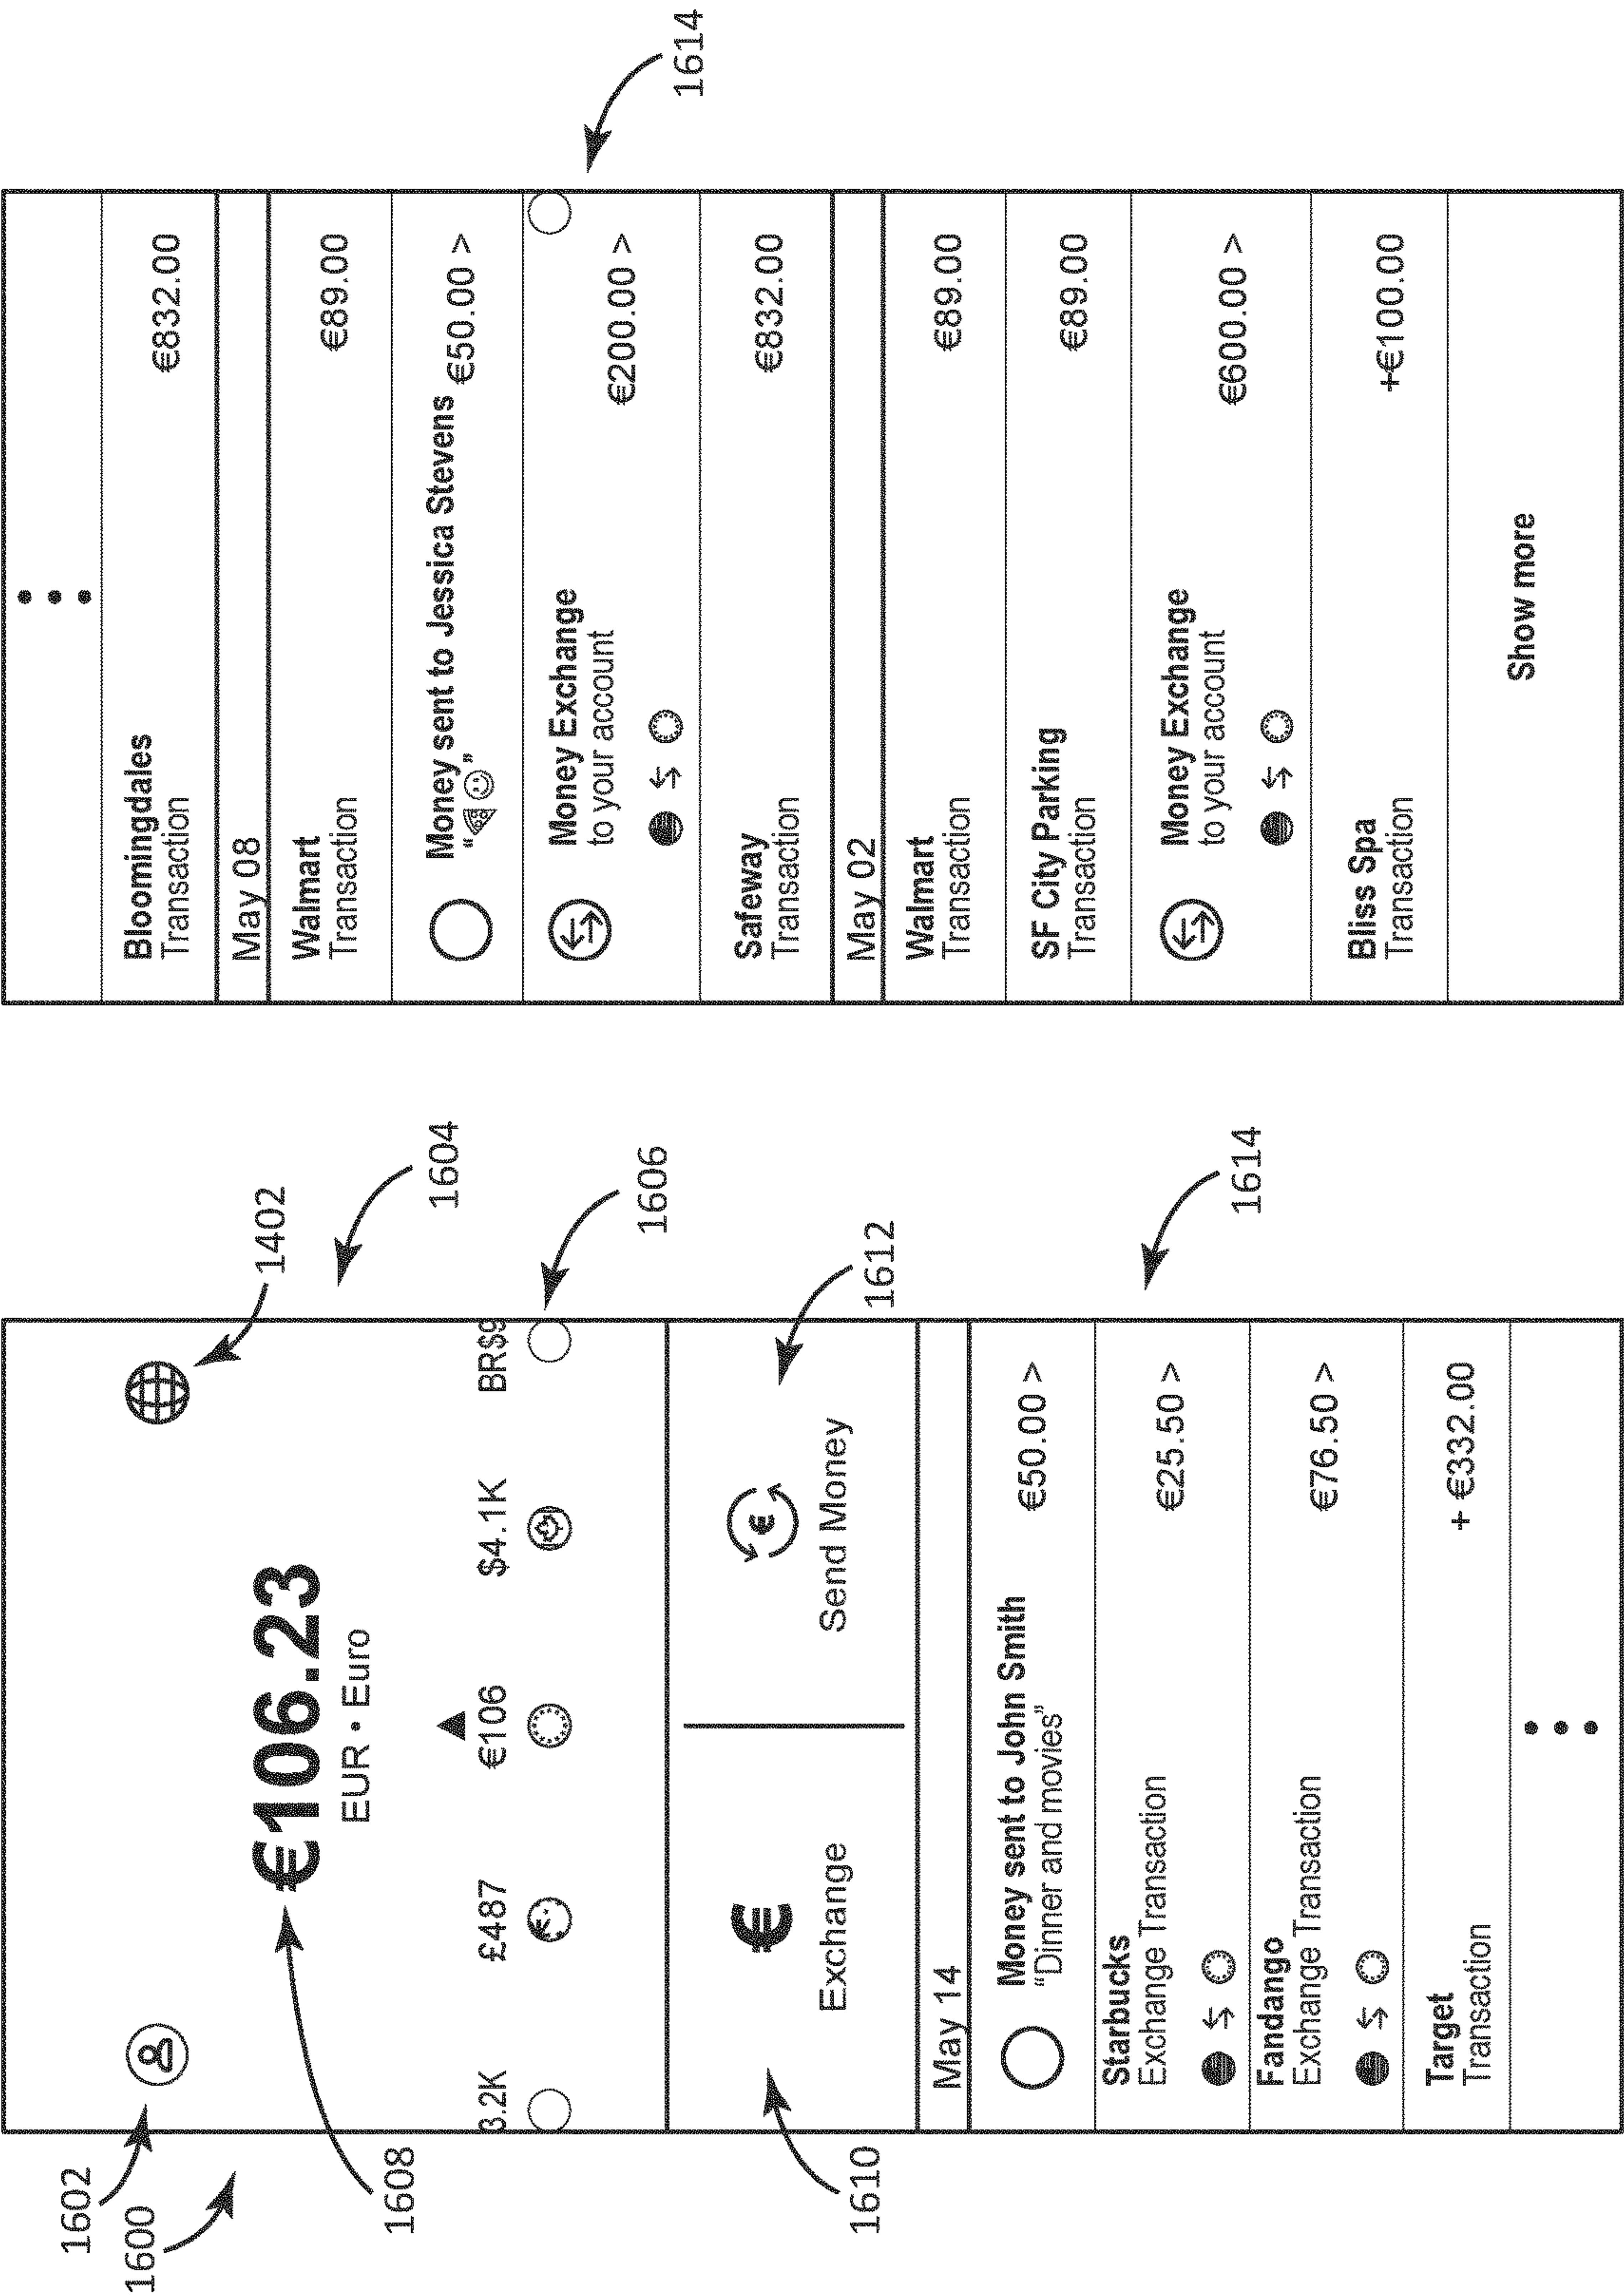 1600
1602
1402
€106.23
EUR • Euro
1608
1604
3.2K £487 €106 $4.1K BR$9
1606
€
Exchange
Send Money
€
1610
1612
May 14
Money sent to John Smith €50.00 >
“Dinner and movies”
Starbucks
Exchange Transaction €25.50 >
Fandango
Exchange Transaction €76.50 >
Target + €332.00
Transaction
1614
Bloomingdales
Transaction €832.00
May 08
Walmart
Transaction €89.00
Money sent to Jessica Stevens
“🍕☺” €50.00 >
Money Exchange
to your account €200.00 >
1614
Safeway
Transaction €832.00
May 02
Walmart
Transaction €89.00
SF City Parking
Transaction €89.00
Money Exchange
to your account €600.00 >
Bliss Spa
Transaction +€100.00
Show more